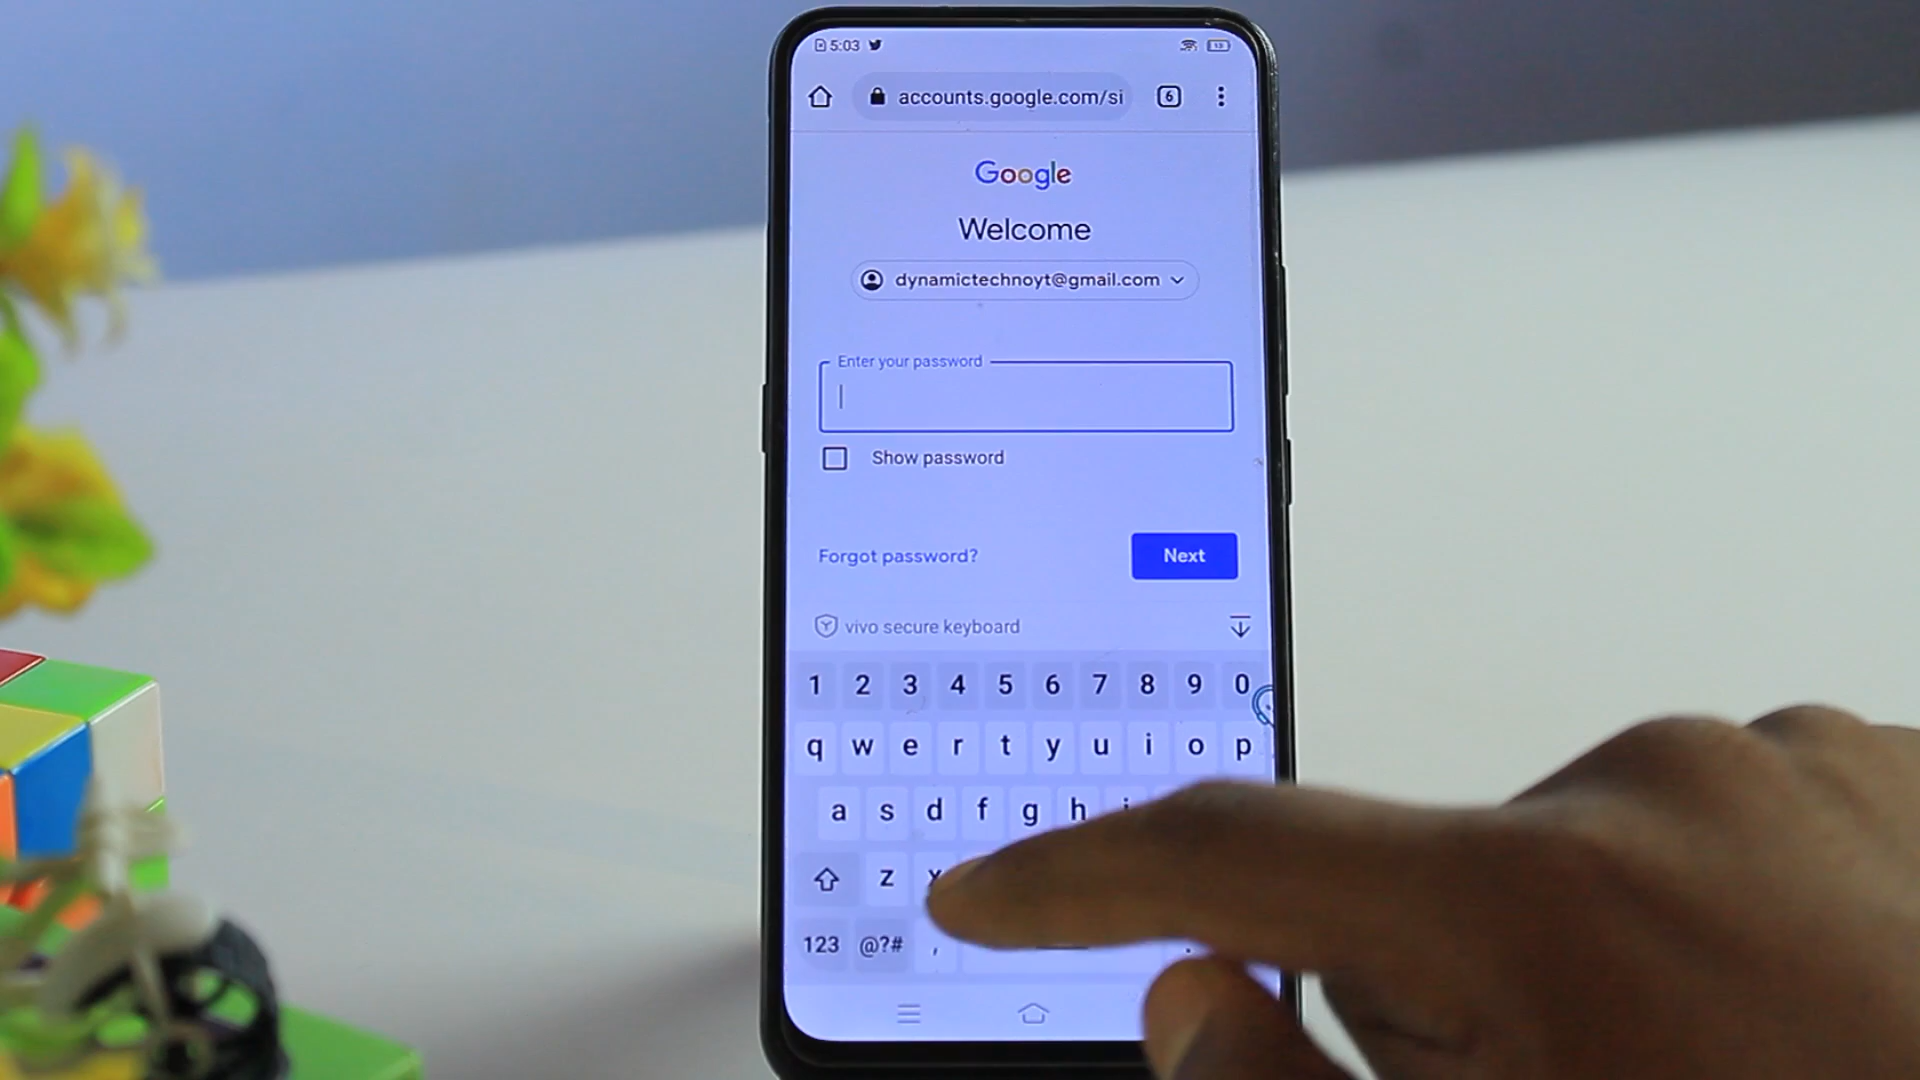 5:03
13
accounts.google.com/si
6
Google
Welcome
dynamictechnoyt@gmail.com
Enter your password
Show password
Forgot password?
Next
vivo secure keyboard
1 2 3 4 5 6 7 8 9 0
q w e r t y u i o p
a s d f g h
z x
123 @?# , .